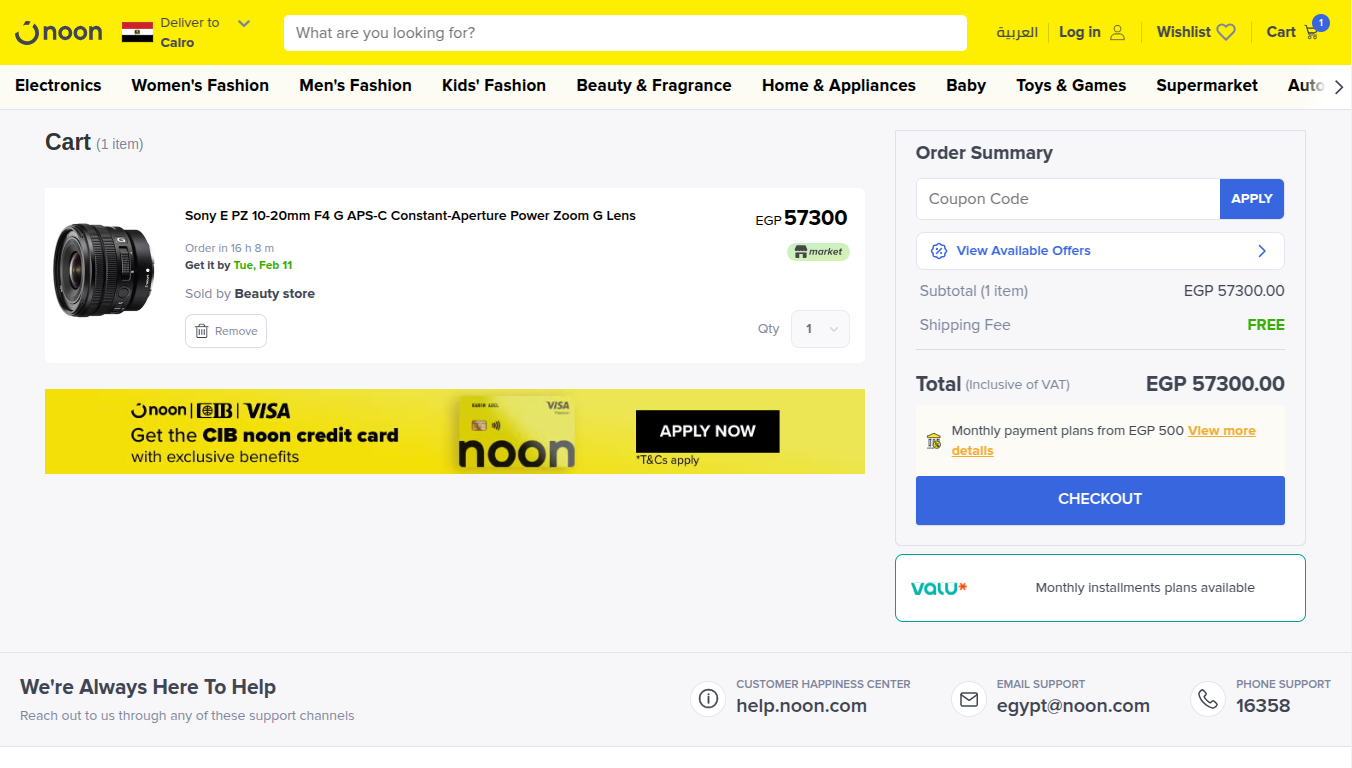 noon
Deliver to
Cairo
What are you looking for?
العربية
Log in
Wishlist
Cart
1
Electronics
Women's Fashion
Men's Fashion
Kids' Fashion
Beauty & Fragrance
Home & Appliances
Baby
Toys & Games
Supermarket
Auto
Cart (1 item)
Sony E PZ 10-20mm F4 G APS-C Constant-Aperture Power Zoom G Lens
EGP 57300
Order in 16 h 8 m
market
Get it by Tue, Feb 11
Sold by Beauty store
Remove
Qty
1
noon | CIB | VISA
Get the CIB noon credit card
with exclusive benefits
VISA
noon
APPLY NOW
*T&Cs apply
Order Summary
Coupon Code
APPLY
View Available Offers
Subtotal (1 item)
EGP 57300.00
Shipping Fee
FREE
Total (Inclusive of VAT)
EGP 57300.00
Monthly payment plans from EGP 500 View more
details
CHECKOUT
valu*
Monthly installments plans available
We're Always Here To Help
Reach out to us through any of these support channels
CUSTOMER HAPPINESS CENTER
help.noon.com
EMAIL SUPPORT
egypt@noon.com
PHONE SUPPORT
16358